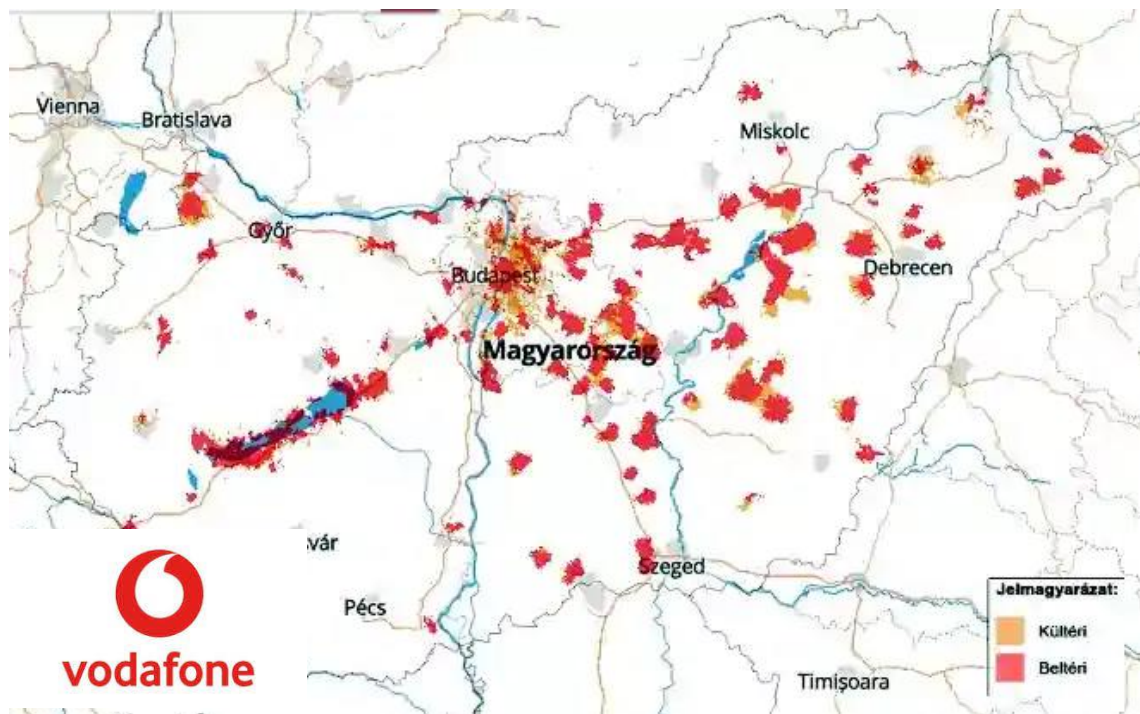 Vienna
Bratislava
Miskolc
Győr
Budapest
Debrecen
Magyarország
vár
Szeged
Pécs
Timișoara
Jelmagyarázat:
Kültéri
Beltéri
vodafone